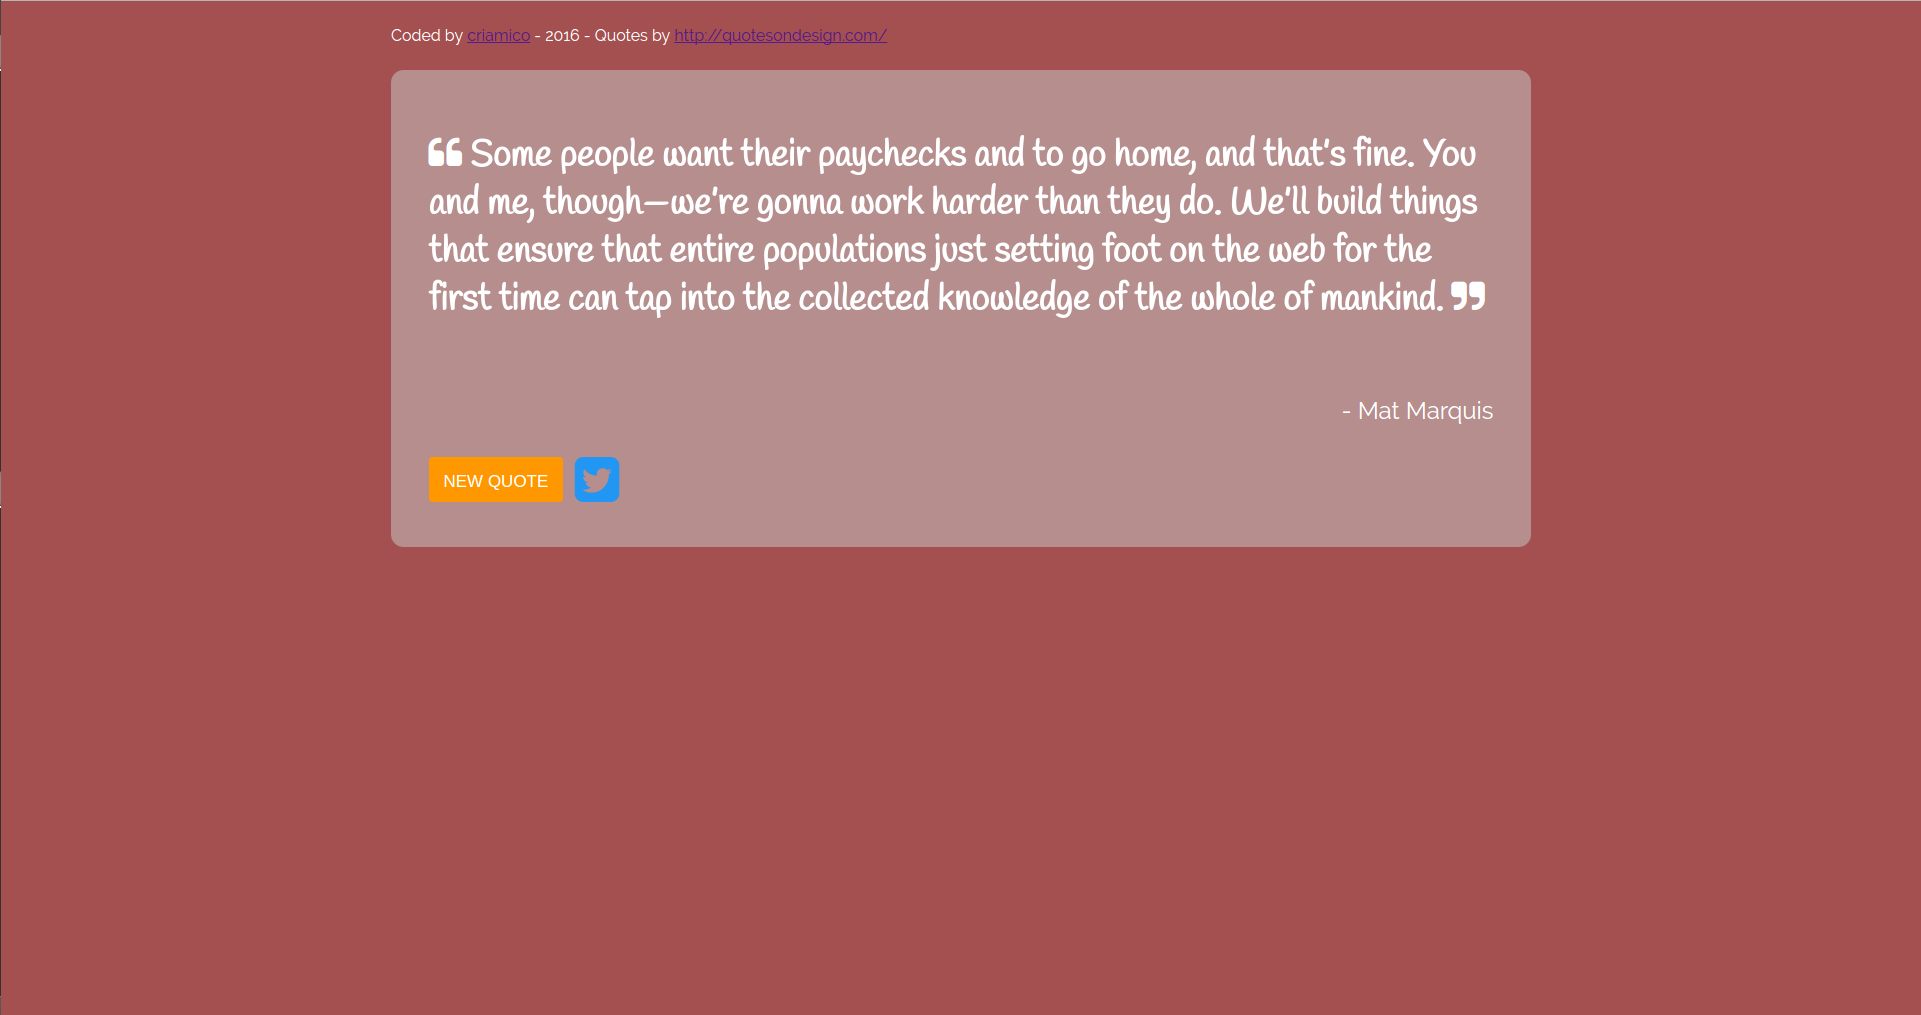 Coded by criamico - 2016 - Quotes by http://quotesondesign.com/
“ Some people want their paychecks and to go home, and that’s fine. You
and me, though—we’re gonna work harder than they do. We’ll build things
that ensure that entire populations just setting foot on the web for the
first time can tap into the collected knowledge of the whole of mankind. ”
- Mat Marquis
NEW QUOTE